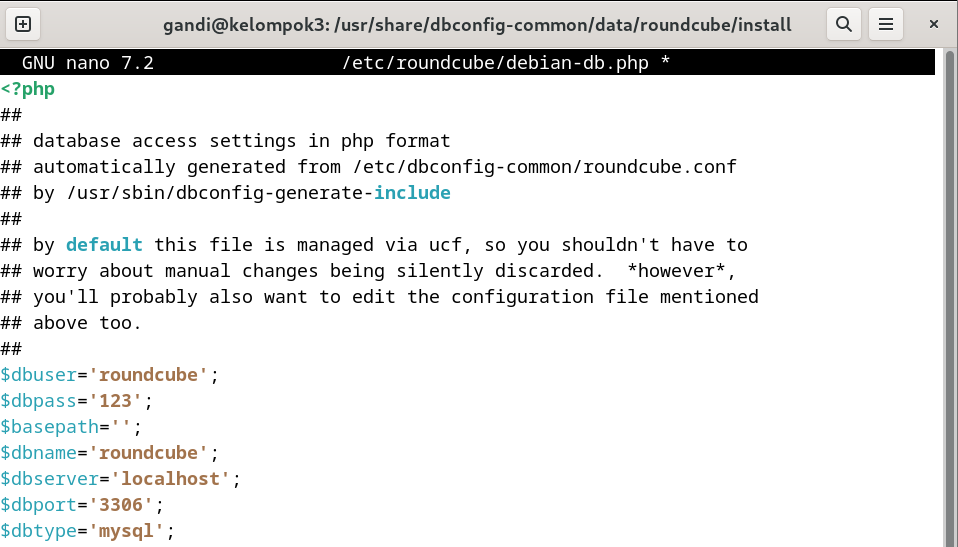 gandi@kelompok3: /usr/share/dbconfig-common/data/roundcube/install
GNU nano 7.2 /etc/roundcube/debian-db.php *
<?php
##
## database access settings in php format
## automatically generated from /etc/dbconfig-common/roundcube.conf
## by /usr/sbin/dbconfig-generate-include
##
## by default this file is managed via ucf, so you shouldn't have to
## worry about manual changes being silently discarded.  *however*,
## you'll probably also want to edit the configuration file mentioned
## above too.
##
$dbuser='roundcube';
$dbpass='123';
$basepath='';
$dbname='roundcube';
$dbserver='localhost';
$dbport='3306';
$dbtype='mysql';